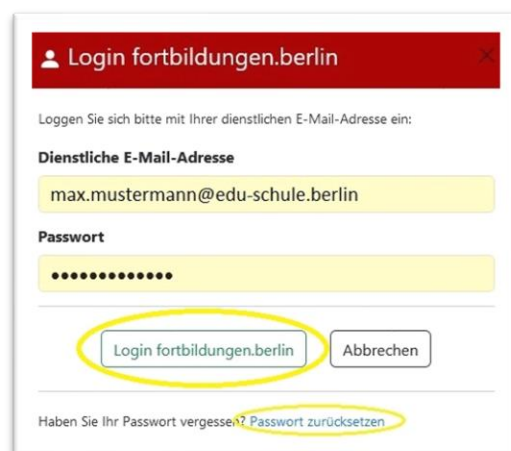 Login fortbildungen.berlin
Loggen Sie sich bitte mit Ihrer dienstlichen E-Mail-Adresse ein:
Dienstliche E-Mail-Adresse
max.mustermann@edu-schule.berlin
Passwort
•••••••••••••
Login fortbildungen.berlin Abbrechen
Haben Sie Ihr Passwort vergessen? Passwort zurücksetzen